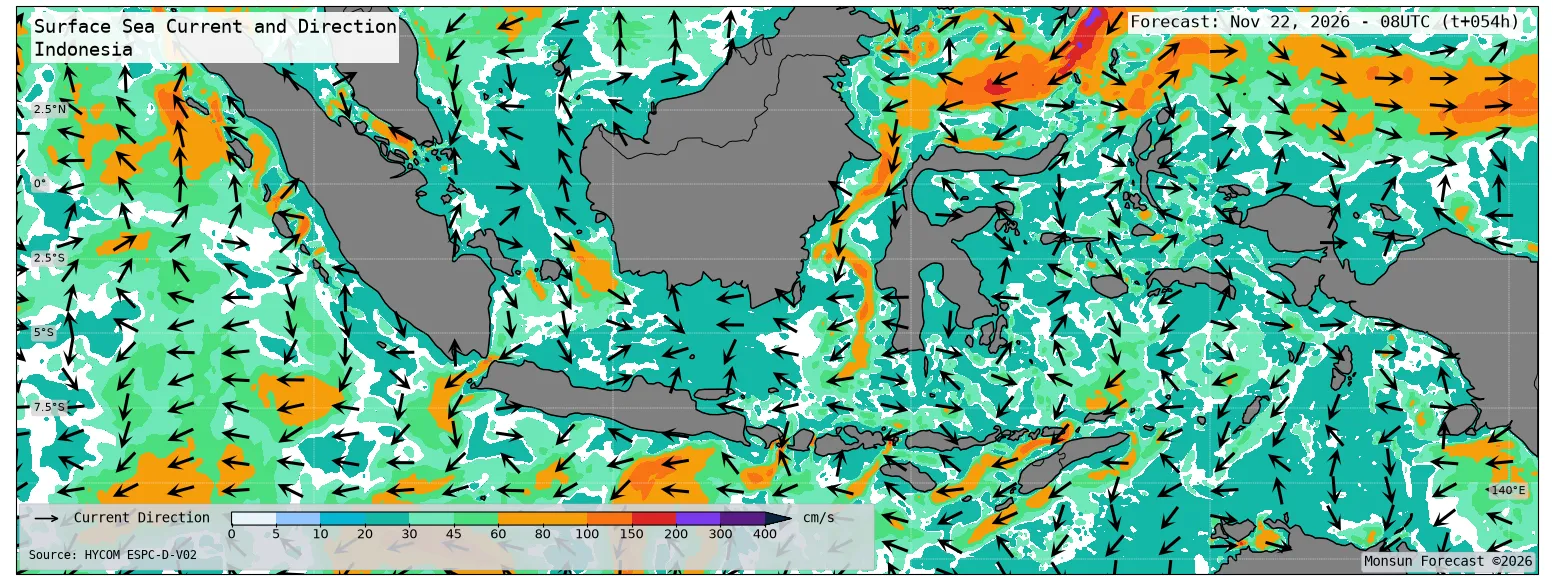 Surface Sea Current and Direction
Indonesia
Forecast: Nov 22, 2026 - 08UTC (t+054h)
2.5°N
0°
2.5°S
5°S
7.5°S
140°E
Current Direction
0 5 10 20 30 45 60 80 100 150 200 300 400 cm/s
Source: HYCOM ESPC-D-V02
Monsun Forecast ©2026